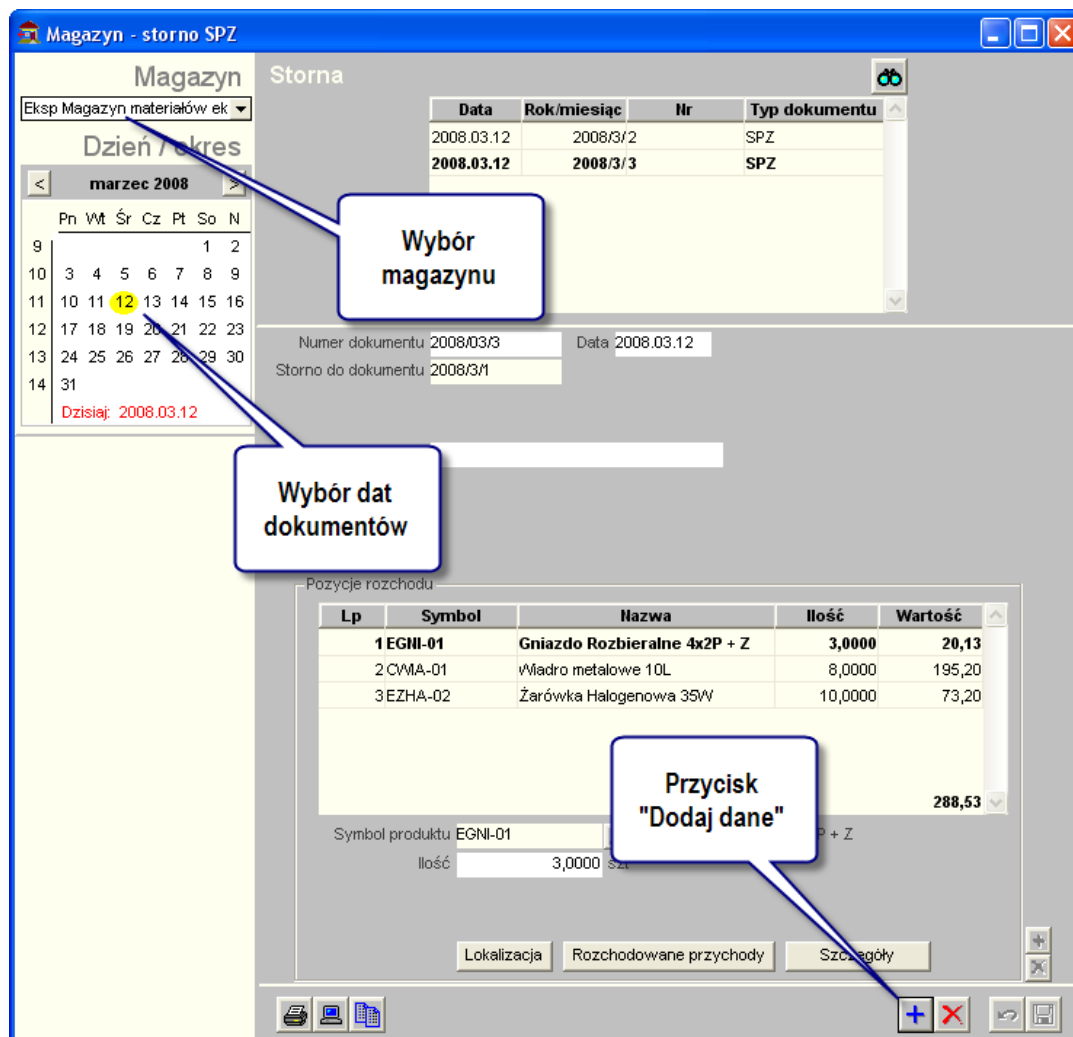 Magazyn - storno SPZ
Magazyn
Eksp Magazyn materiałów ek
Dzień / okres
< marzec 2008 >
Pn Wt Śr Cz Pt So N
9 1 2
10 3 4 5 6 7 8 9
11 10 11 12 13 14 15 16
12 17 18 19 20 21 22 23
13 24 25 26 27 28 29 30
14 31
Dzisiaj: 2008.03.12
Storna
Data Rok/miesiąc Nr Typ dokumentu
2008.03.12 2008/3/ 2 SPZ
2008.03.12 2008/3/ 3 SPZ
Wybór
magazynu
Numer dokumentu 2008/03/3 Data 2008.03.12
Storno do dokumentu 2008/3/1
Wybór dat
dokumentów
Pozycje rozchodu
Lp Symbol Nazwa Ilość Wartość
1 EGNI-01 Gniazdo Rozbieralne 4x2P + Z 3,0000 20,13
2 CWIA-01 Wiadro metalowe 10L 8,0000 195,20
3 EZHA-02 Żarówka Halogenowa 35W 10,0000 73,20
288,53
Przycisk
"Dodaj dane"
Symbol produktu EGNI-01 P + Z
Ilość 3,0000 szt
Lokalizacja Rozchodowane przychody Szczegóły